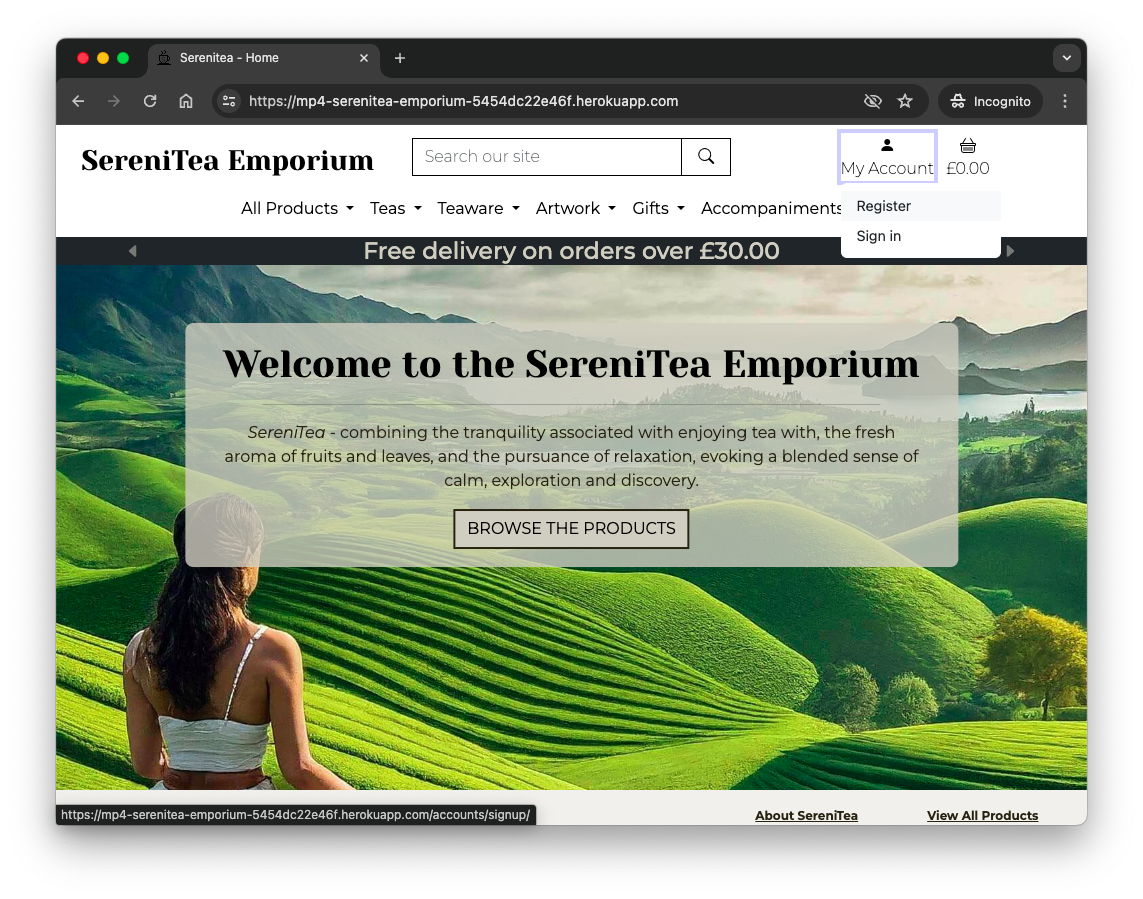 Serenitea - Home
https://mp4-serenitea-emporium-5454dc22e46f.herokuapp.com
Incognito
SereniTea Emporium
Search our site
My Account
£0.00
All Products
Teas
Teaware
Artwork
Gifts
Accompaniments
Register
Sign in
Free delivery on orders over £30.00
Welcome to the SereniTea Emporium
SereniTea - combining the tranquility associated with enjoying tea with, the fresh
aroma of fruits and leaves, and the pursuance of relaxation, evoking a blended sense of
calm, exploration and discovery.
BROWSE THE PRODUCTS
https://mp4-serenitea-emporium-5454dc22e46f.herokuapp.com/accounts/signup/
About SereniTea
View All Products